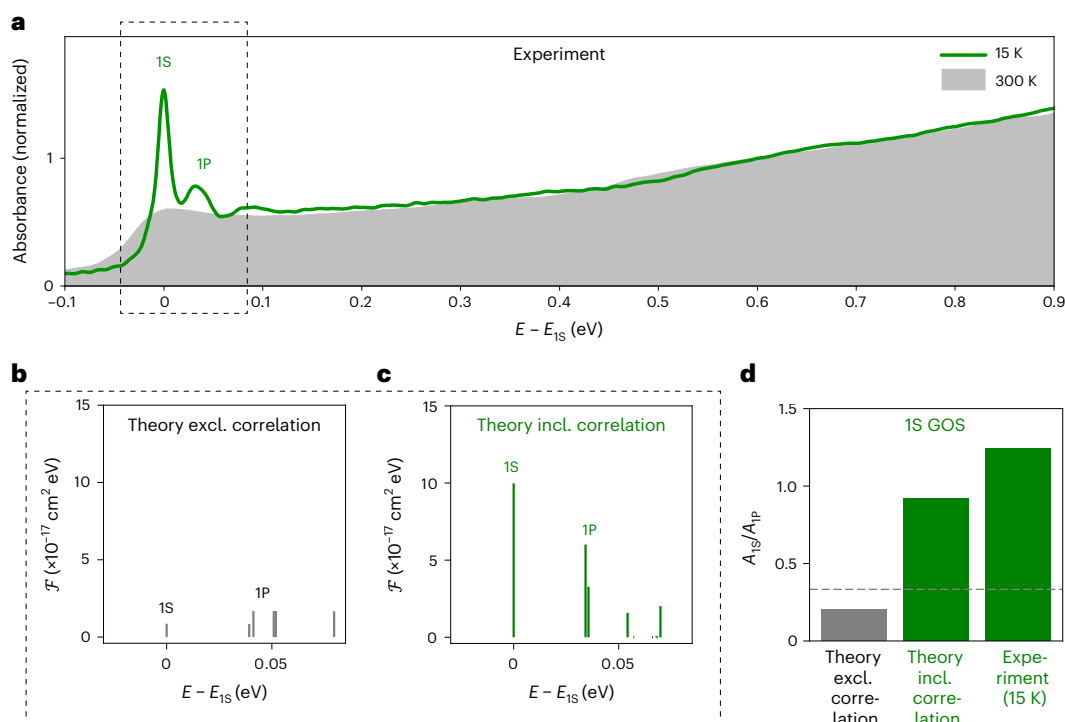 a
Experiment
1S
1P
15 K
300 K
Absorbance (normalized)
1
0
–0.1
0
0.1
0.2
0.3
0.4
0.5
0.6
0.7
0.8
0.9
E – E1S (eV)
b
Theory excl. correlation
15
10
5
0
1S
1P
ℱ (×10–17 cm2 eV)
0
0.05
E – E1S (eV)
c
Theory incl. correlation
15
10
5
0
1S
1P
ℱ (×10–17 cm2 eV)
0
0.05
E – E1S (eV)
d
1S GOS
1.5
1.0
0.5
0
A1S/A1P
Theory
excl.
corre-
lation
Theory
incl.
corre-
lation
Expe-
riment
(15 K)